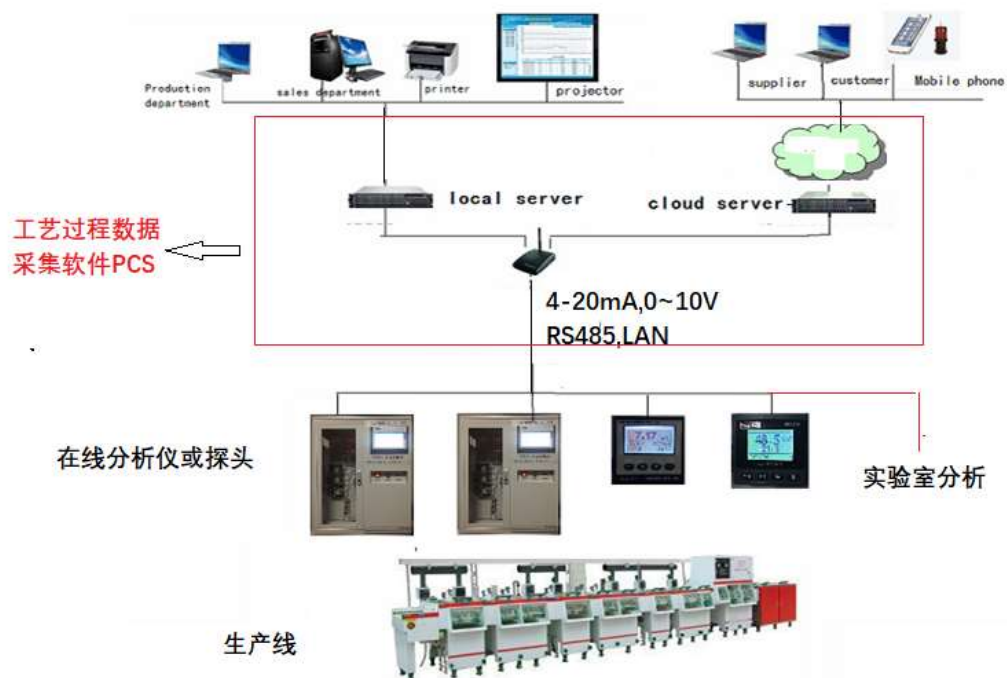 Production
department
sales department
printer
projector
supplier
customer
Mobile phone
local server
cloud server
工艺过程数据
采集软件PCS
4-20mA,0~10V
RS485,LAN
在线分析仪或探头
实验室分析
7.17
生产线